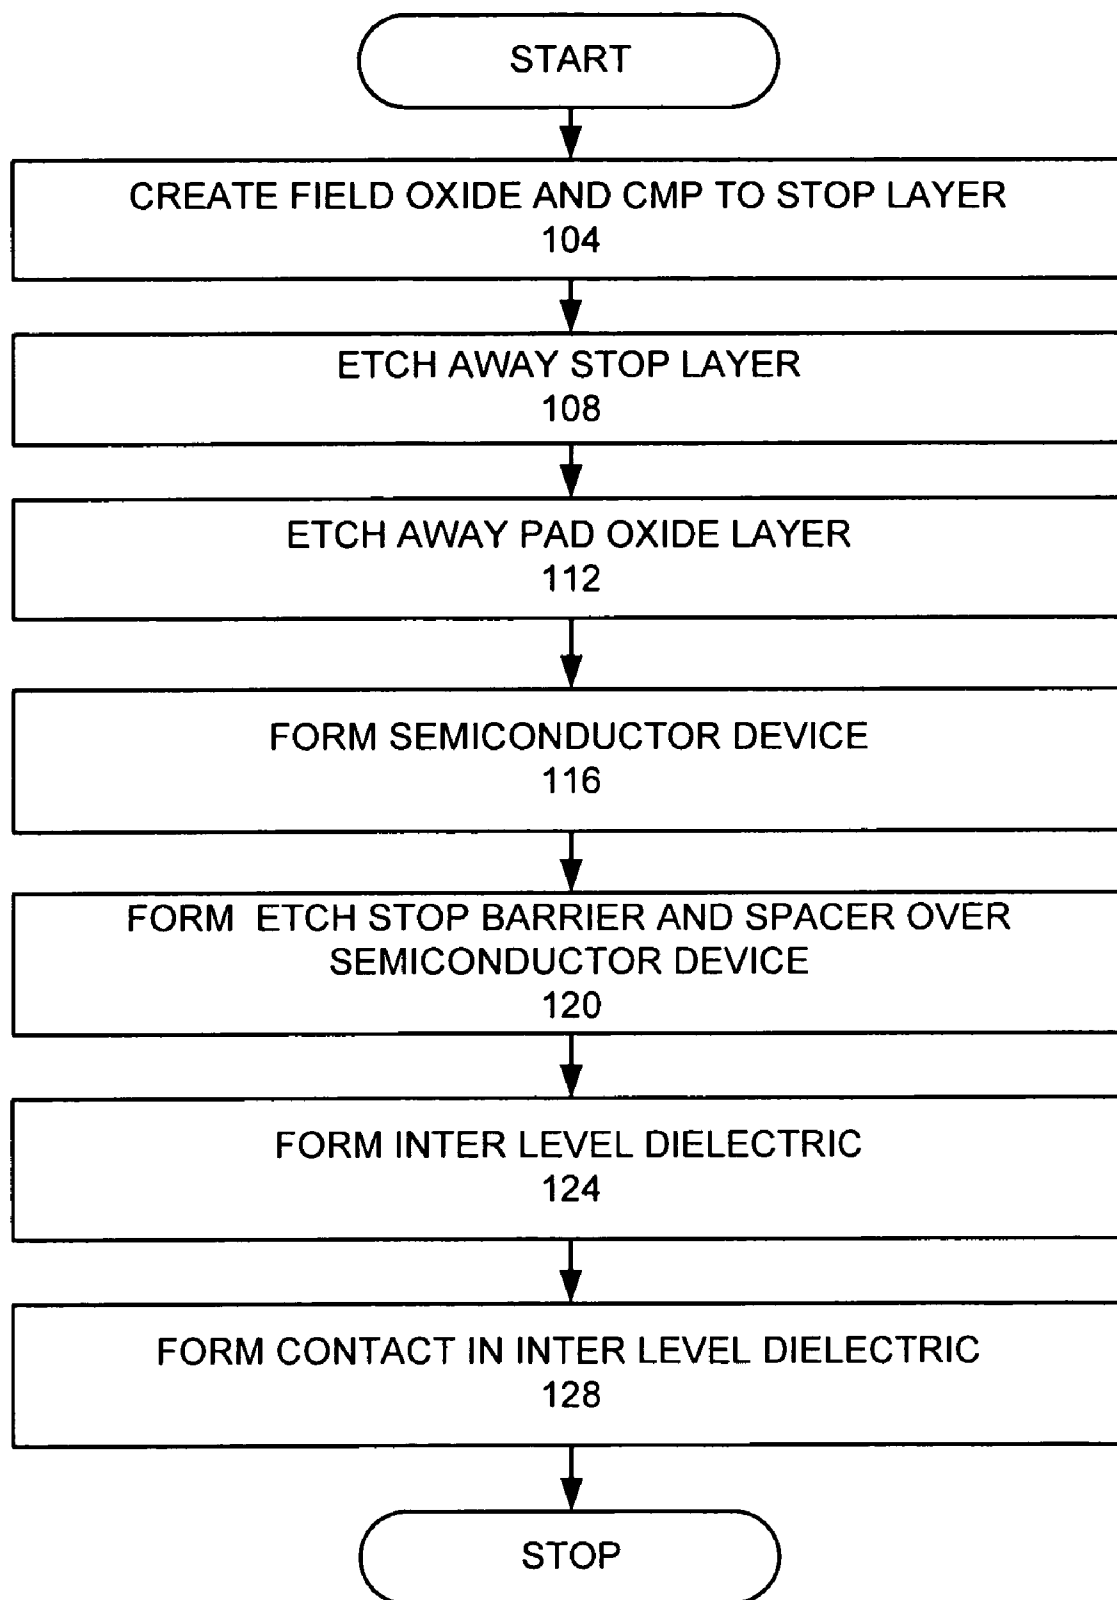 START
CREATE FIELD OXIDE AND CMP TO STOP LAYER
104
ETCH AWAY STOP LAYER
108
ETCH AWAY PAD OXIDE LAYER
112
FORM SEMICONDUCTOR DEVICE
116
FORM ETCH STOP BARRIER AND SPACER OVER
SEMICONDUCTOR DEVICE
120
FORM INTER LEVEL DIELECTRIC
124
FORM CONTACT IN INTER LEVEL DIELECTRIC
128
STOP